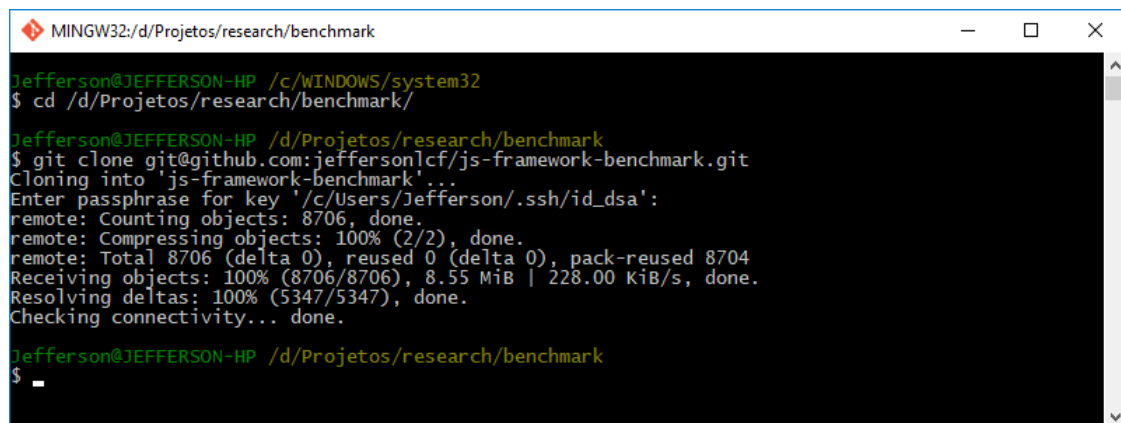 MINGW32:/d/Projetos/research/benchmark
Jefferson@JEFFERSON-HP /c/WINDOWS/system32
$ cd /d/Projetos/research/benchmark/
Jefferson@JEFFERSON-HP /d/Projetos/research/benchmark
$ git clone git@github.com:jeffersonlcf/js-framework-benchmark.git
Cloning into 'js-framework-benchmark'...
Enter passphrase for key '/c/Users/Jefferson/.ssh/id_dsa':
remote: Counting objects: 8706, done.
remote: Compressing objects: 100% (2/2), done.
remote: Total 8706 (delta 0), reused 0 (delta 0), pack-reused 8704
Receiving objects: 100% (8706/8706), 8.55 MiB | 228.00 KiB/s, done.
Resolving deltas: 100% (5347/5347), done.
Checking connectivity... done.
Jefferson@JEFFERSON-HP /d/Projetos/research/benchmark
$